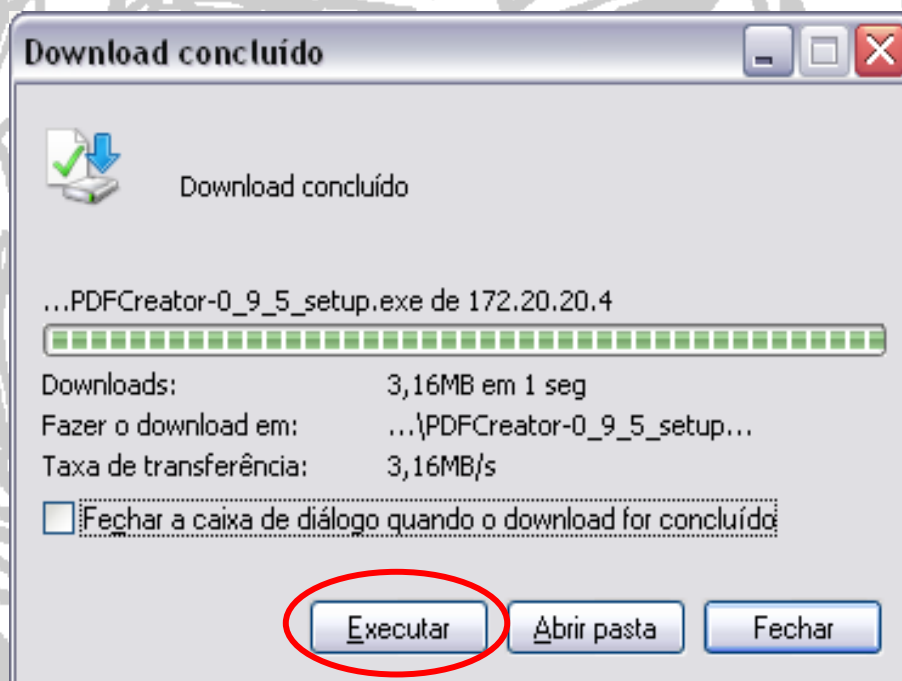 Download concluído
Download concluído
...PDFCreator-0_9_5_setup.exe de 172.20.20.4
Downloads: 3,16MB em 1 seg
Fazer o download em: ...\PDFCreator-0_9_5_setup...
Taxa de transferência: 3,16MB/s
Fechar a caixa de diálogo quando o download for concluído
Executar Abrir pasta Fechar